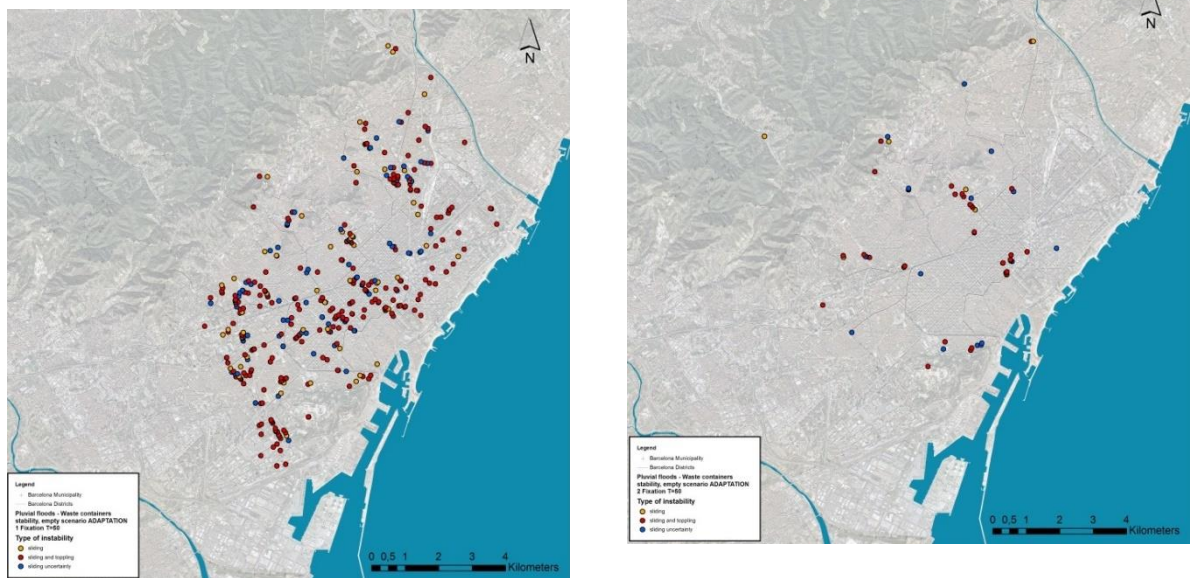 N
Legend
Barcelona Municipality
Barcelona Districts
Pluvial floods - Waste containers
stability, empty scenario ADAPTATION
1 Fixation T=50
Type of instability
sliding
sliding and toppling
sliding uncertainty
0 0,5 1 2 3 4
Kilometers
N
Legend
Barcelona Municipality
Barcelona Districts
Pluvial floods - Waste containers
stability, empty scenario ADAPTATION
2 Fixation T=50
Type of instability
sliding
sliding and toppling
sliding uncertainty
0 0,5 1 2 3 4
Kilometers